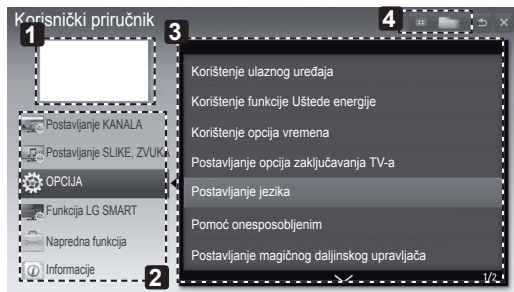 Korisnički priručnik
1
3
4
Postavljanje KANALA
Postavljanje SLIKE, ZVUKA
OPCIJA
Funkcija LG SMART
Napredna funkcija
Informacije
2
Korištenje ulaznog uređaja
Korištenje funkcije Uštede energije
Korištenje opcija vremena
Postavljanje opcija zaključavanja TV-a
Postavljanje jezika
Pomoć onesposobljenim
Postavljanje magičnog daljinskog upravljača
1/2